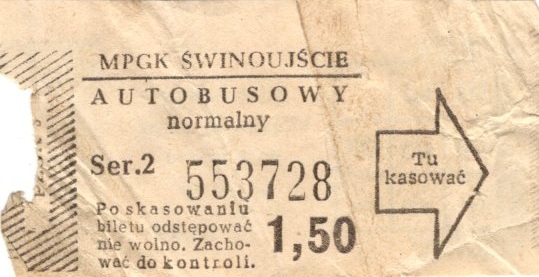 MPGK ŚWINOUJŚCIE
AUTOBUSOWY
normalny
Ser.2 553728
Po skasowaniu
biletu odstępować
nie wolno. Zacho-
wać do kontroli.
1,50
Tu
kasować